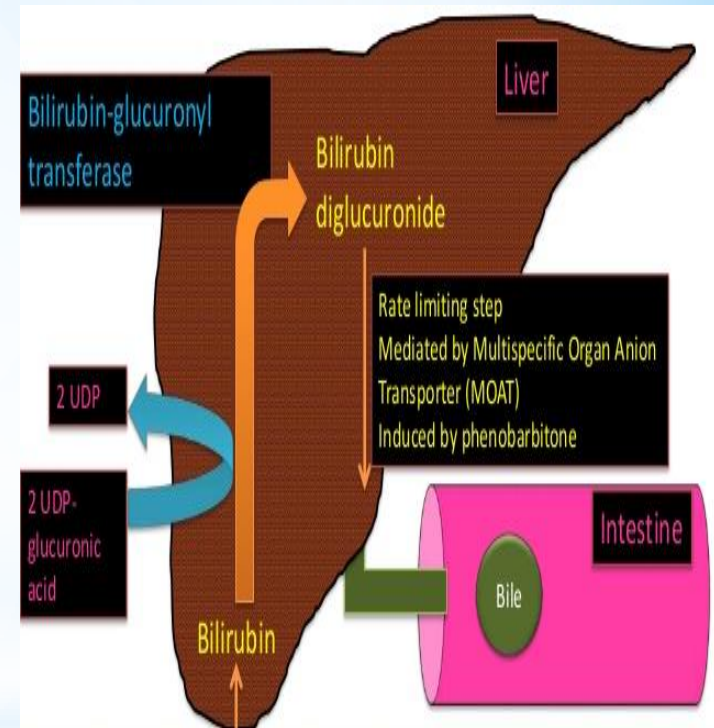 Liver
Bilirubin-glucuronyl
transferase
Bilirubin
diglucuronide
Rate limiting step
Mediated by Multispecific Organ Anion
Transporter (MOAT)
Induced by phenobarbitone
2 UDP
2 UDP-
glucuronic
acid
Intestine
Bile
Bilirubin